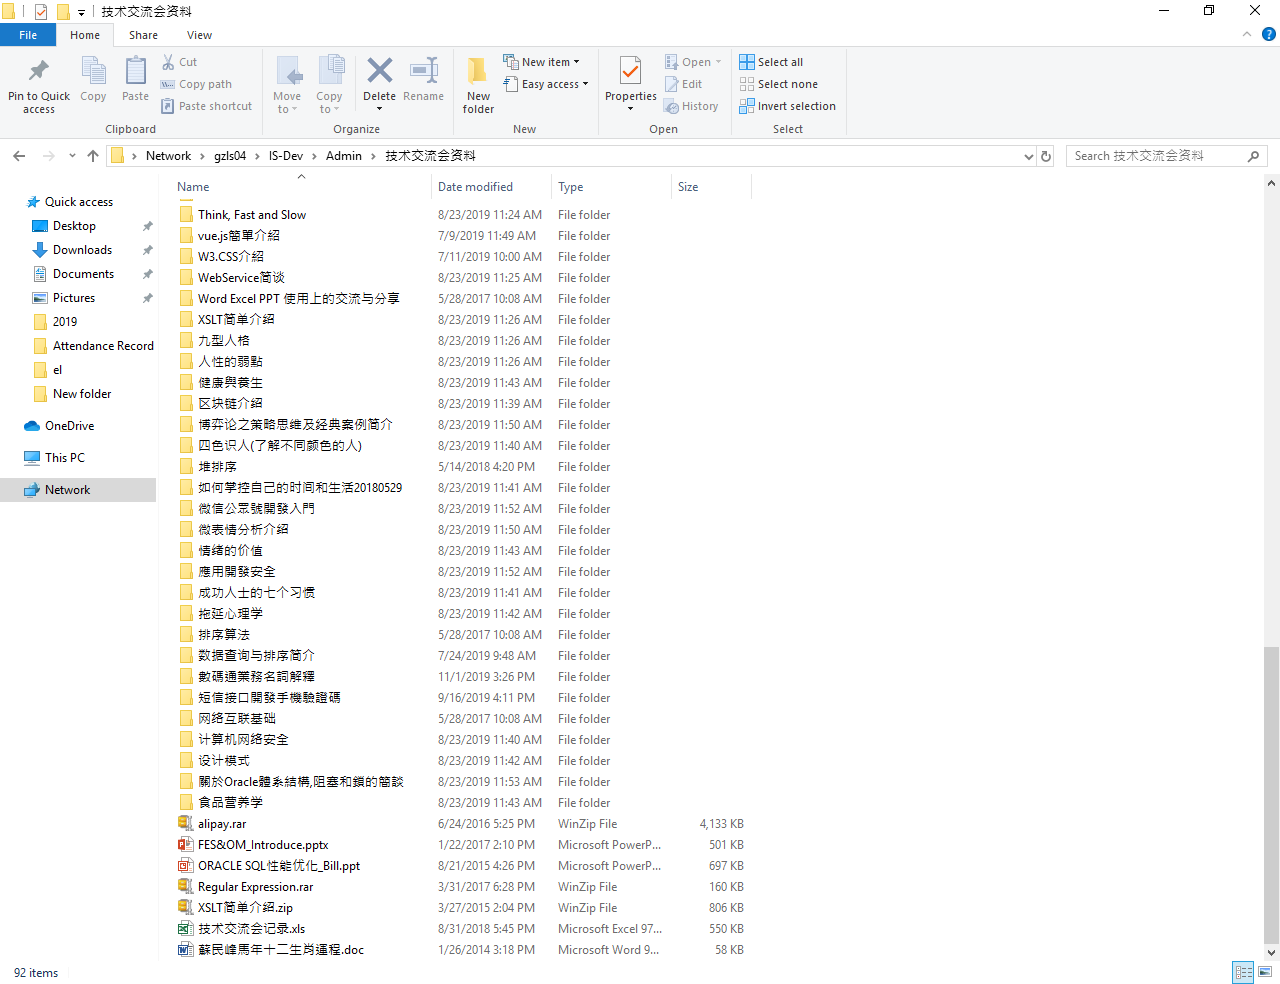 技术交流会资料
File Home Share View
Pin to Quick access
Copy
Paste
Cut
Copy path
Paste shortcut
Clipboard
Move to
Copy to
Delete
Rename
Organize
New folder
New item
Easy access
New
Properties
Open
Edit
History
Open
Select all
Select none
Invert selection
Select
Network › gzls04 › IS-Dev › Admin › 技术交流会资料
Search 技术交流会资料
Quick access
Desktop
Downloads
Documents
Pictures
2019
Attendance Record
el
New folder
OneDrive
This PC
Network
Name Date modified Type Size
Think, Fast and Slow 8/23/2019 11:24 AM File folder
vue.js簡單介紹 7/9/2019 11:49 AM File folder
W3.CSS介紹 7/11/2019 10:00 AM File folder
WebService简谈 8/23/2019 11:25 AM File folder
Word Excel PPT 使用上的交流与分享 5/28/2017 10:08 AM File folder
XSLT简单介绍 8/23/2019 11:26 AM File folder
九型人格 8/23/2019 11:26 AM File folder
人性的弱點 8/23/2019 11:26 AM File folder
健康與養生 8/23/2019 11:43 AM File folder
区块链介绍 8/23/2019 11:39 AM File folder
博弈论之策略思维及经典案例简介 8/23/2019 11:50 AM File folder
四色识人(了解不同颜色的人) 8/23/2019 11:40 AM File folder
堆排序 5/14/2018 4:20 PM File folder
如何掌控自己的时间和生活20180529 8/23/2019 11:41 AM File folder
微信公眾號開發入門 8/23/2019 11:52 AM File folder
微表情分析介绍 8/23/2019 11:50 AM File folder
情绪的价值 8/23/2019 11:43 AM File folder
應用開發安全 8/23/2019 11:52 AM File folder
成功人士的七个习惯 8/23/2019 11:41 AM File folder
拖延心理学 8/23/2019 11:42 AM File folder
排序算法 5/28/2017 10:08 AM File folder
数据查询与排序简介 7/24/2019 9:48 AM File folder
數碼通業務名詞解釋 11/1/2019 3:26 PM File folder
短信接口開發手機驗證碼 9/16/2019 4:11 PM File folder
网络互联基础 5/28/2017 10:08 AM File folder
计算机网络安全 8/23/2019 11:40 AM File folder
设计模式 8/23/2019 11:42 AM File folder
關於Oracle體系結構,阻塞和鎖的簡談 8/23/2019 11:53 AM File folder
食品营养学 8/23/2019 11:43 AM File folder
alipay.rar 6/24/2016 5:25 PM WinZip File 4,133 KB
FES&OM_Introduce.pptx 1/22/2017 2:10 PM Microsoft PowerP... 501 KB
ORACLE SQL性能优化_Bill.ppt 8/21/2015 4:26 PM Microsoft PowerP... 697 KB
Regular Expression.rar 3/31/2017 6:28 PM WinZip File 160 KB
XSLT简单介绍.zip 3/27/2015 2:04 PM WinZip File 806 KB
技术交流会记录.xls 8/31/2018 5:45 PM Microsoft Excel 97... 550 KB
蘇民峰馬年十二生肖運程.doc 1/26/2014 3:18 PM Microsoft Word 9... 58 KB
92 items